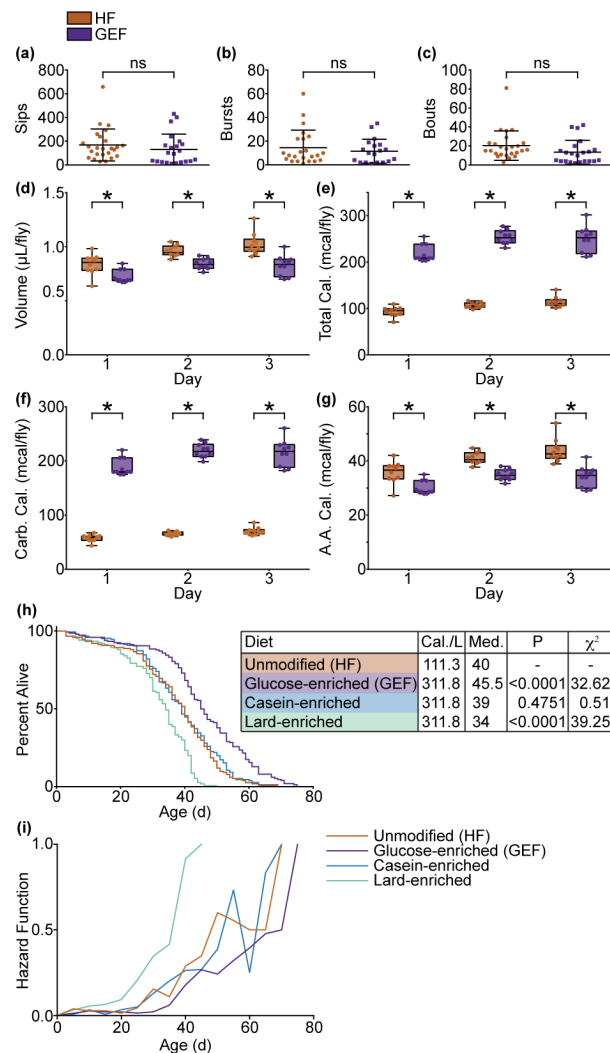 HF
GEF
(a)
ns
Sips
800
600
400
200
0
1
2
(b)
ns
Bursts
80
60
40
20
0
1
2
(c)
ns
Bouts
100
80
60
40
20
0
1
2
(d)
* * *
Volume (µL/fly)
1.5
1.0
0.5
0.0
1 2 3
Day
(e)
* * *
Total Cal. (mcal/fly)
300
200
100
0
1 2 3
Day
(f)
* * *
Carb. Cal. (mcal/fly)
300
200
100
0
1 2 3
Day
(g)
* * *
A.A. Cal. (mcal/fly)
60
40
20
0
1 2 3
Day
(h)
Percent Alive
100
50
0
0 20 40 60 80
Age (d)
Diet Cal./L Med. P χ²
Unmodified (HF) 111.3 40 - -
Glucose-enriched (GEF) 311.8 45.5 <0.0001 32.62
Casein-enriched 311.8 39 0.4751 0.51
Lard-enriched 311.8 34 <0.0001 39.25
(i)
Hazard Function
1.0
0.5
0.0
0 20 40 60 80
Age (d)
Unmodified (HF)
Glucose-enriched (GEF)
Casein-enriched
Lard-enriched